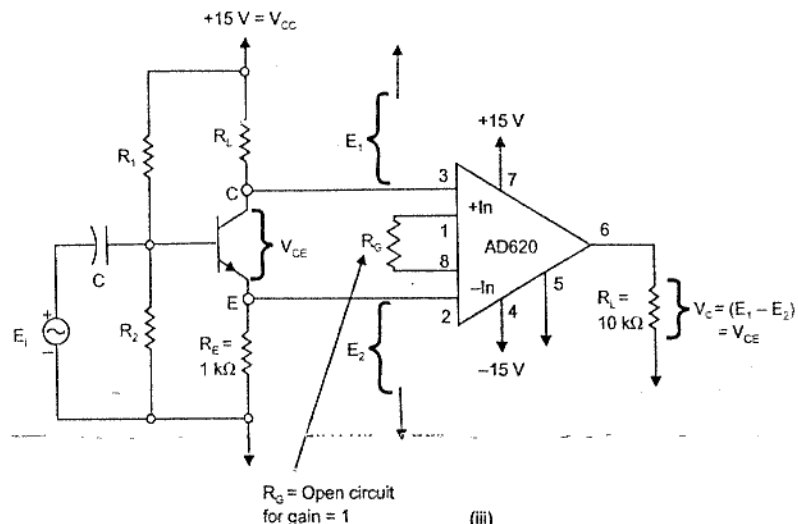 +15 V = V_CC
R_1
R_L
E_1
+15 V
C
3
7
+In
1
R_G
AD620
6
V_CE
8
–In
5
C
E
2
4
R_L =
10 kΩ
V_C = (E_1 – E_2)
= V_CE
+
E_i
–
R_2
R_E =
1 kΩ
E_2
–15 V
R_G = Open circuit
for gain = 1
(iii)